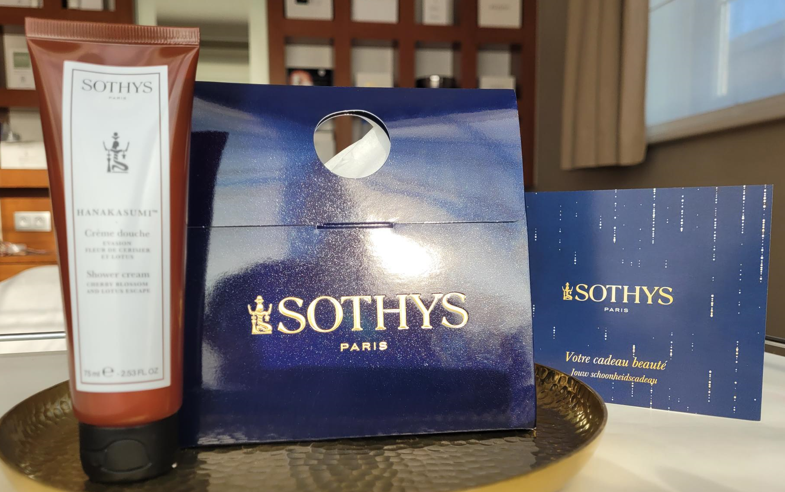 SOTHYS
PARIS
HANAKASUMI™
Crème douche
EVASION
FLEUR DE CERISIER
ET LOTUS
Shower cream
CHERRY BLOSSOM
AND LOTUS ESCAPE
75 ml ℮ - 2.53 FL. OZ
SOTHYS
PARIS
SOTHYS
PARIS
Votre cadeau beauté
Jouw schoonheidscadeau